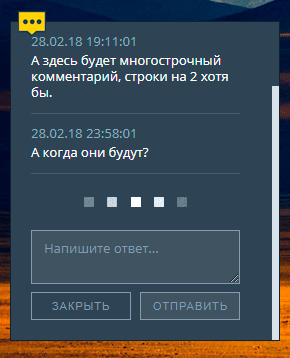 28.02.18 19:11:01
А здесь будет многострочный
комментарий, строки на 2 хотя
бы.
28.02.18 23:58:01
А когда они будут?
Напишите ответ...
ЗАКРЫТЬ
ОТПРАВИТЬ